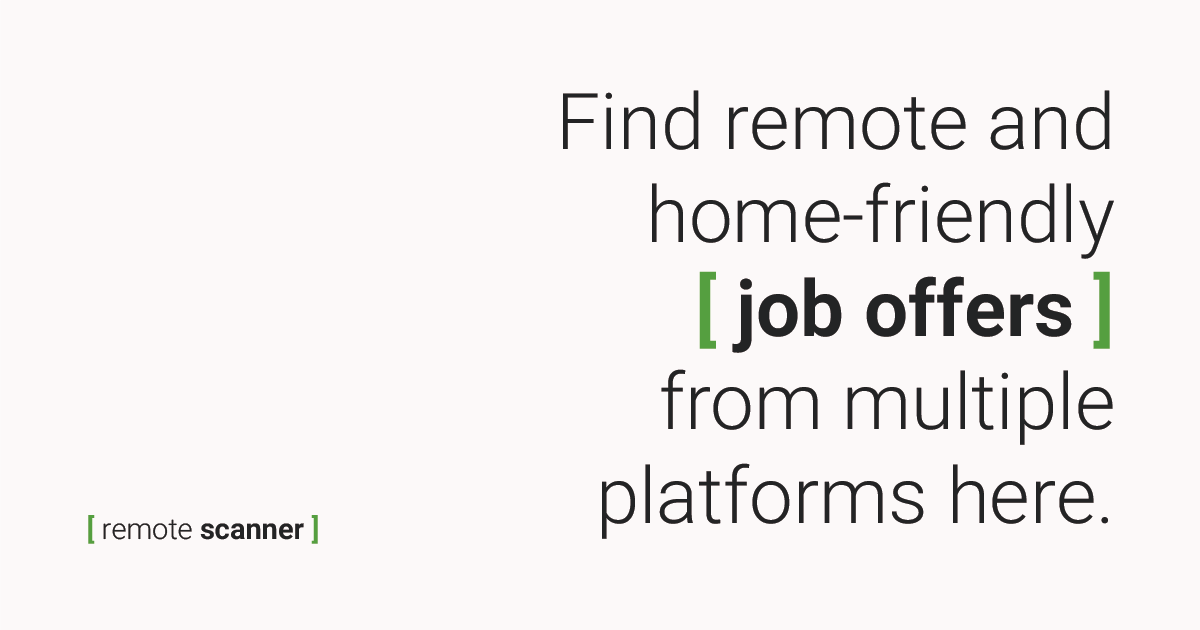 Find remote and
home-friendly
[ job offers ]
from multiple
platforms here.
[ remote scanner ]